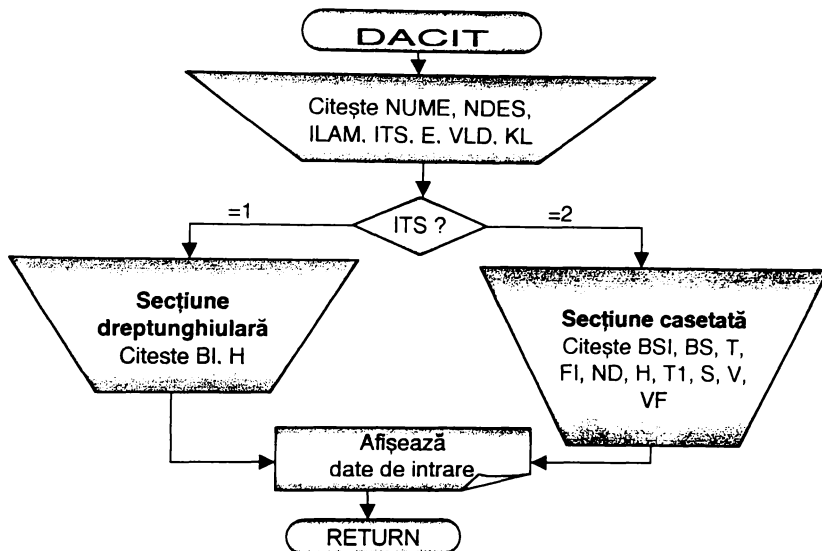 DACIT
Citește NUME, NDES,
ILAM, ITS, E, VLD, KL
ITS ?
=1
=2
Secțiune
dreptunghiulară
Citeste BI. H
Secțiune casetată
Citește BSI, BS, T,
FI, ND, H, T1, S, V,
VF
Afișează
date de intrare
RETURN